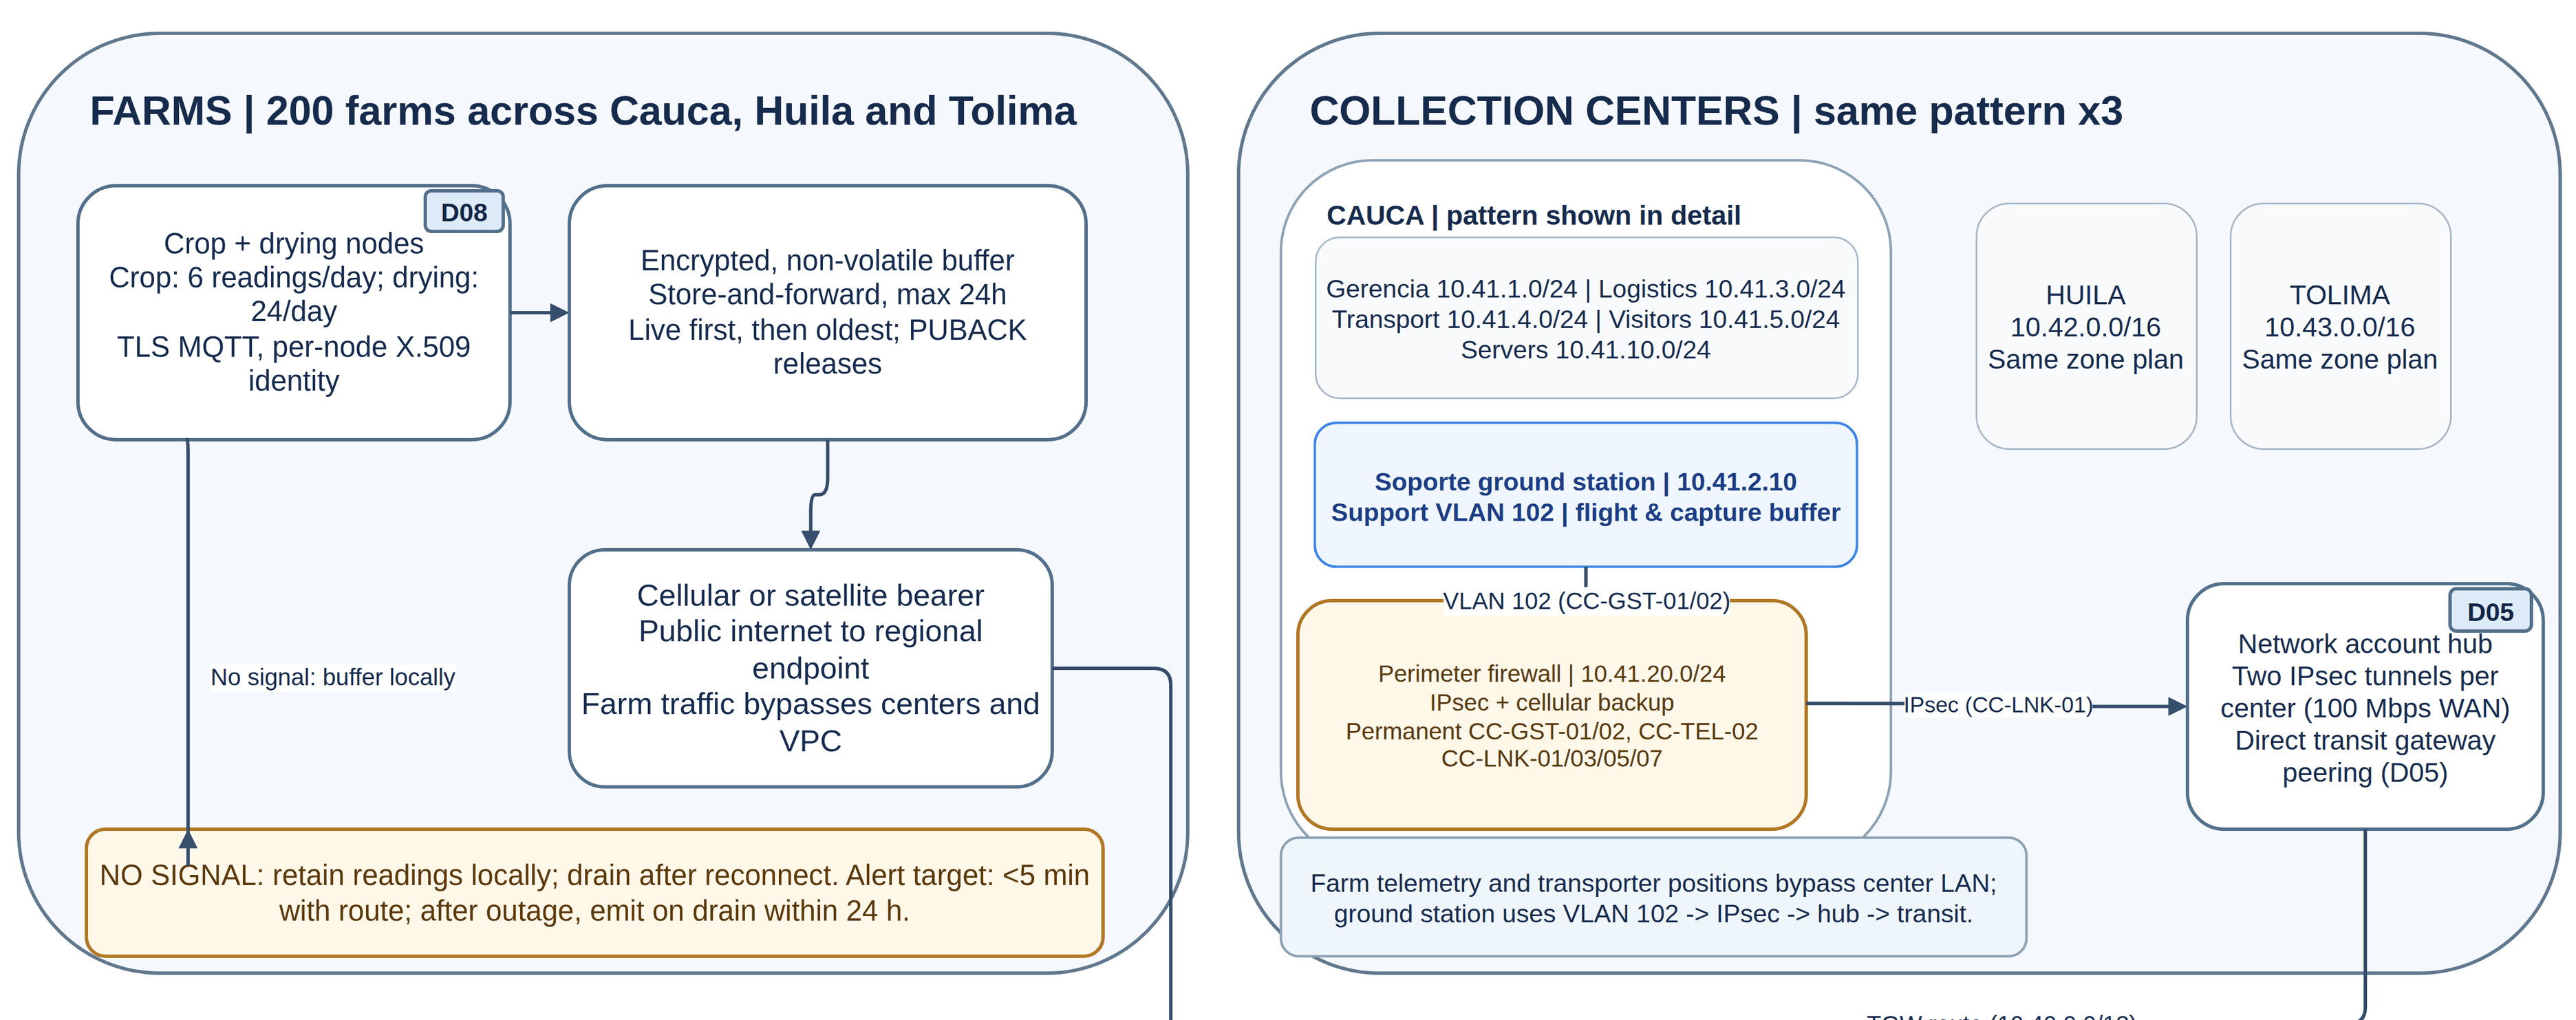 FARMS | 200 farms across Cauca, Huila and Tolima
D08
Crop + drying nodes
Crop: 6 readings/day; drying:
24/day
TLS MQTT, per-node X.509
identity
Encrypted, non-volatile buffer
Store-and-forward, max 24h
Live first, then oldest; PUBACK
releases
Cellular or satellite bearer
Public internet to regional
endpoint
Farm traffic bypasses centers and
VPC
No signal: buffer locally
NO SIGNAL: retain readings locally; drain after reconnect. Alert target: <5 min
with route; after outage, emit on drain within 24 h.
COLLECTION CENTERS | same pattern x3
CAUCA | pattern shown in detail
Gerencia 10.41.1.0/24 | Logistics 10.41.3.0/24
Transport 10.41.4.0/24 | Visitors 10.41.5.0/24
Servers 10.41.10.0/24
Soporte ground station | 10.41.2.10
Support VLAN 102 | flight & capture buffer
VLAN 102 (CC-GST-01/02)
Perimeter firewall | 10.41.20.0/24
IPsec + cellular backup
Permanent CC-GST-01/02, CC-TEL-02
CC-LNK-01/03/05/07
HUILA
10.42.0.0/16
Same zone plan
TOLIMA
10.43.0.0/16
Same zone plan
IPsec (CC-LNK-01)
D05
Network account hub
Two IPsec tunnels per
center (100 Mbps WAN)
Direct transit gateway
peering (D05)
Farm telemetry and transporter positions bypass center LAN;
ground station uses VLAN 102 -> IPsec -> hub -> transit.